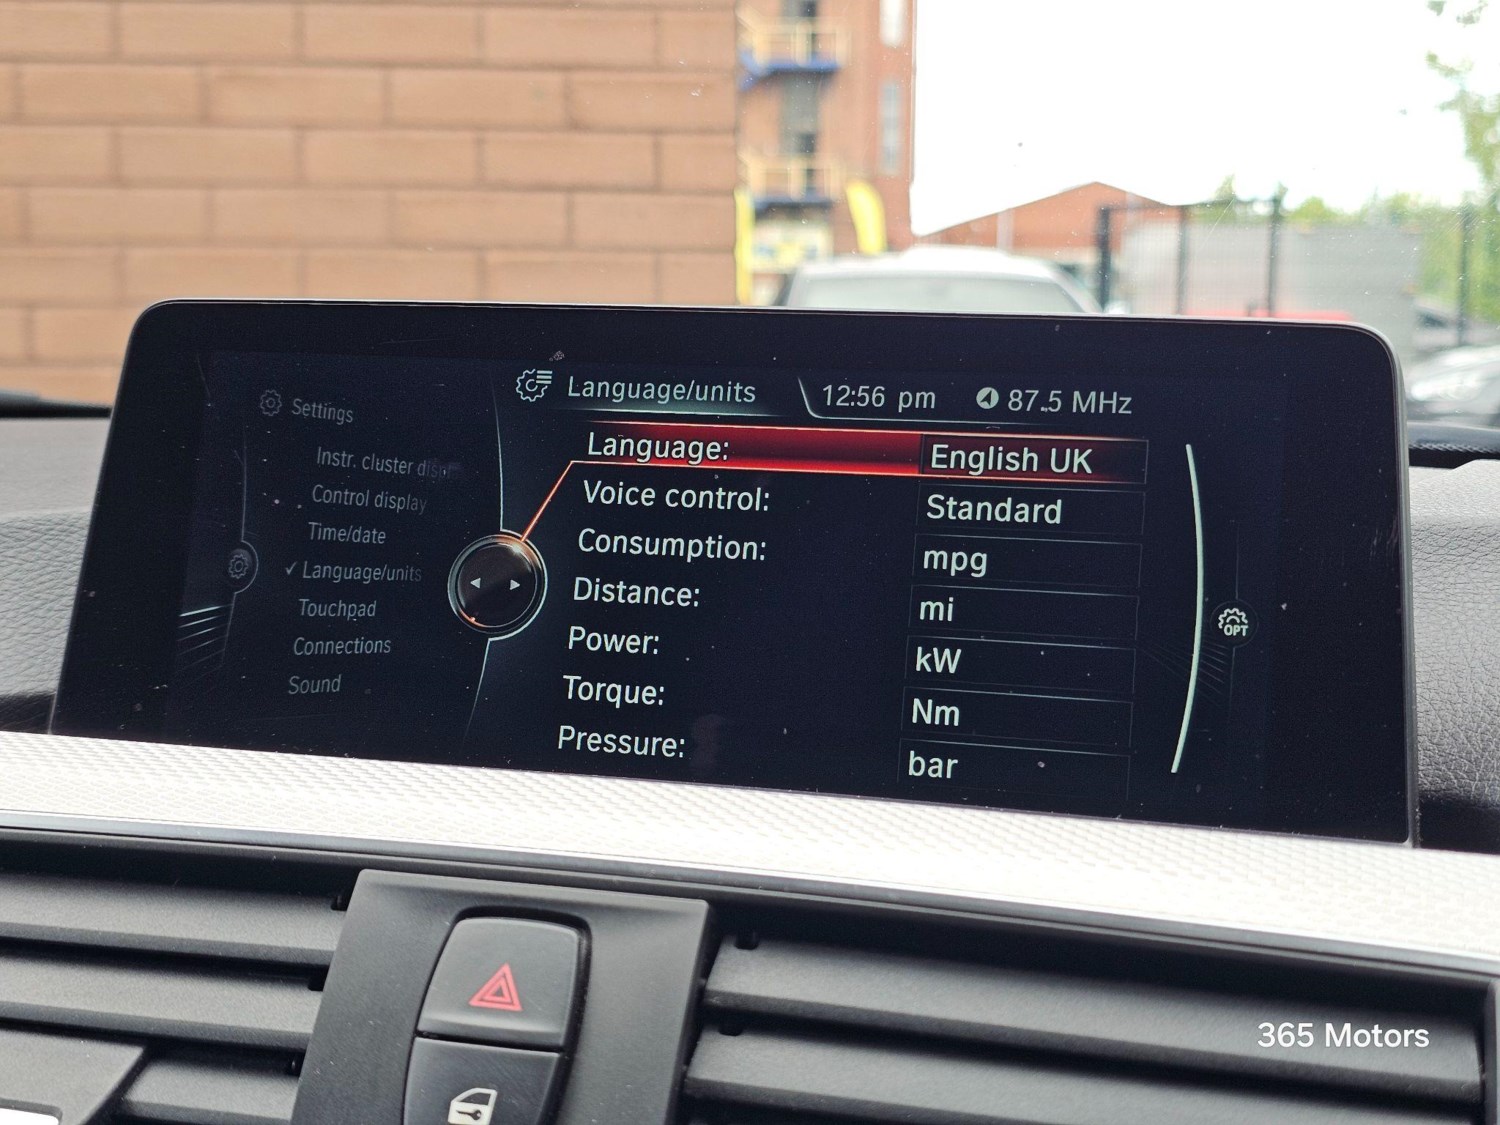 Settings
Instr. cluster
Control display
Time/date
✓ Language/units
Touchpad
Connections
Sound
Language/units
12:56 pm
87.5 MHz
Language: English UK
Voice control: Standard
Consumption: mpg
Distance: mi
Power: kW
Torque: Nm
Pressure: bar
OPT
365 Motors